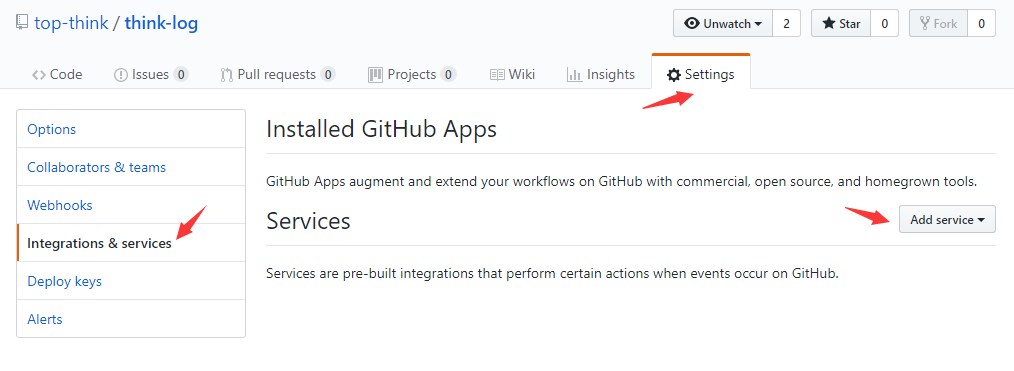 top-think / think-log
Unwatch 2 Star 0 Fork 0
Code Issues 0 Pull requests 0 Projects 0 Wiki Insights Settings
Options
Collaborators & teams
Webhooks
Integrations & services
Deploy keys
Alerts
Installed GitHub Apps
GitHub Apps augment and extend your workflows on GitHub with commercial, open source, and homegrown tools.
Services
Add service
Services are pre-built integrations that perform certain actions when events occur on GitHub.